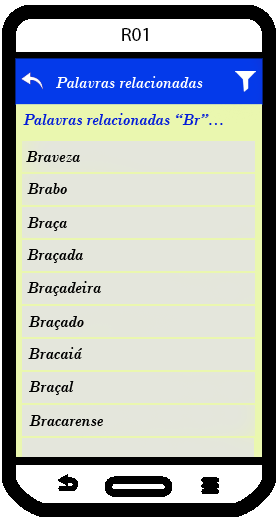 R01
Palavras relacionadas
Palavras relacionadas “Br”...
Braveza
Brabo
Braça
Braçada
Braçadeira
Braçado
Bracaiá
Braçal
Bracarense